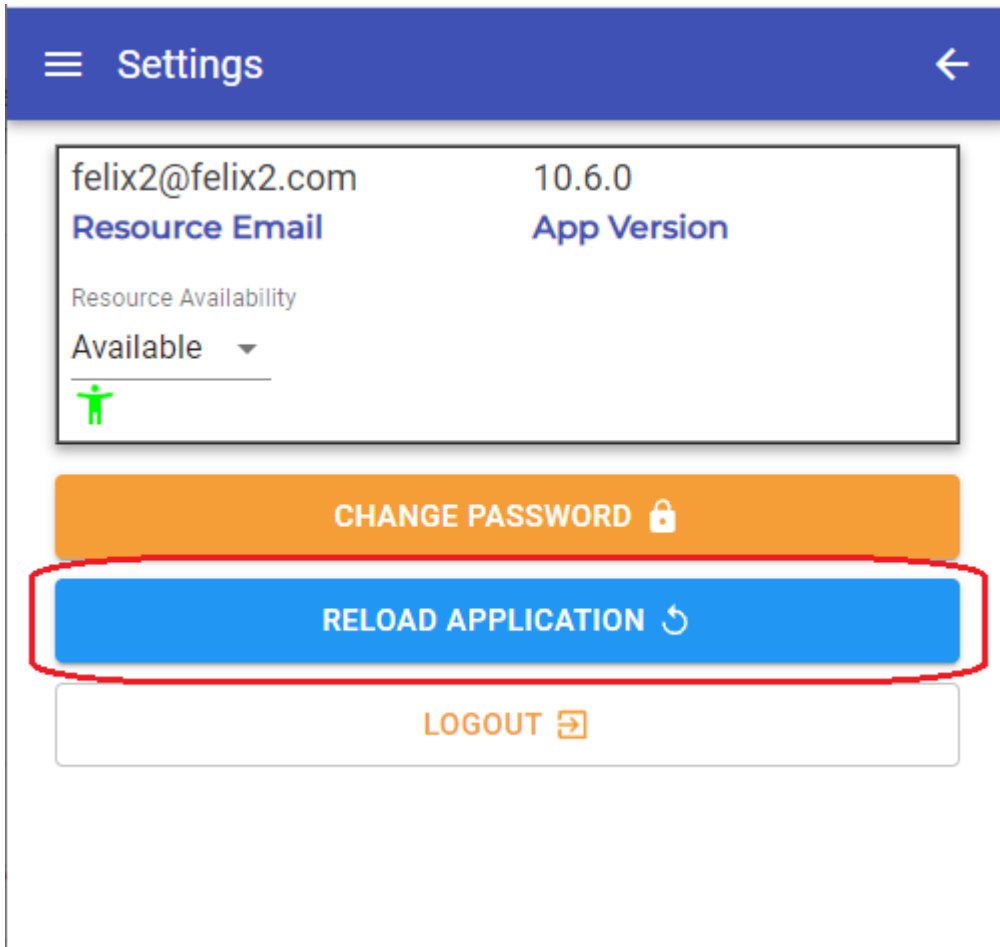 Settings
felix2@felix2.com 10.6.0
Resource Email App Version
Resource Availability
Available
CHANGE PASSWORD
RELOAD APPLICATION
LOGOUT